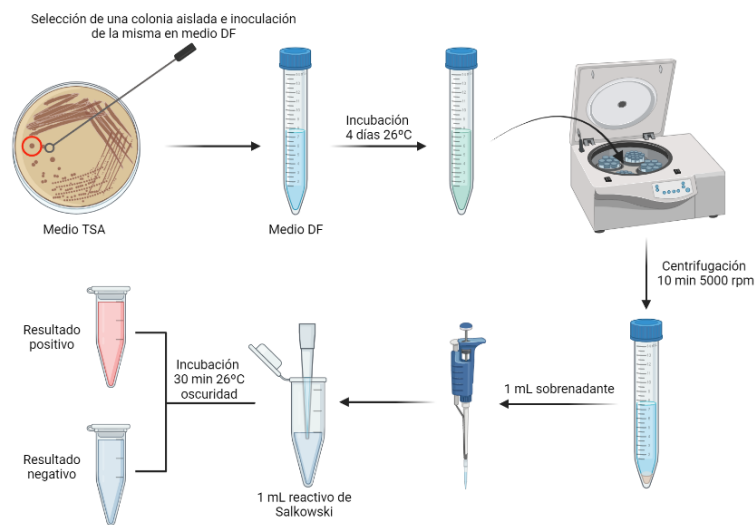 Selección de una colonia aislada e inoculación
de la misma en medio DF
Incubación
4 días 26ºC
Medio TSA
Medio DF
Centrifugación
10 min 5000 rpm
1 mL sobrenadante
Incubación
30 min 26ºC
oscuridad
Resultado
positivo
Resultado
negativo
1 mL reactivo de
Salkowski